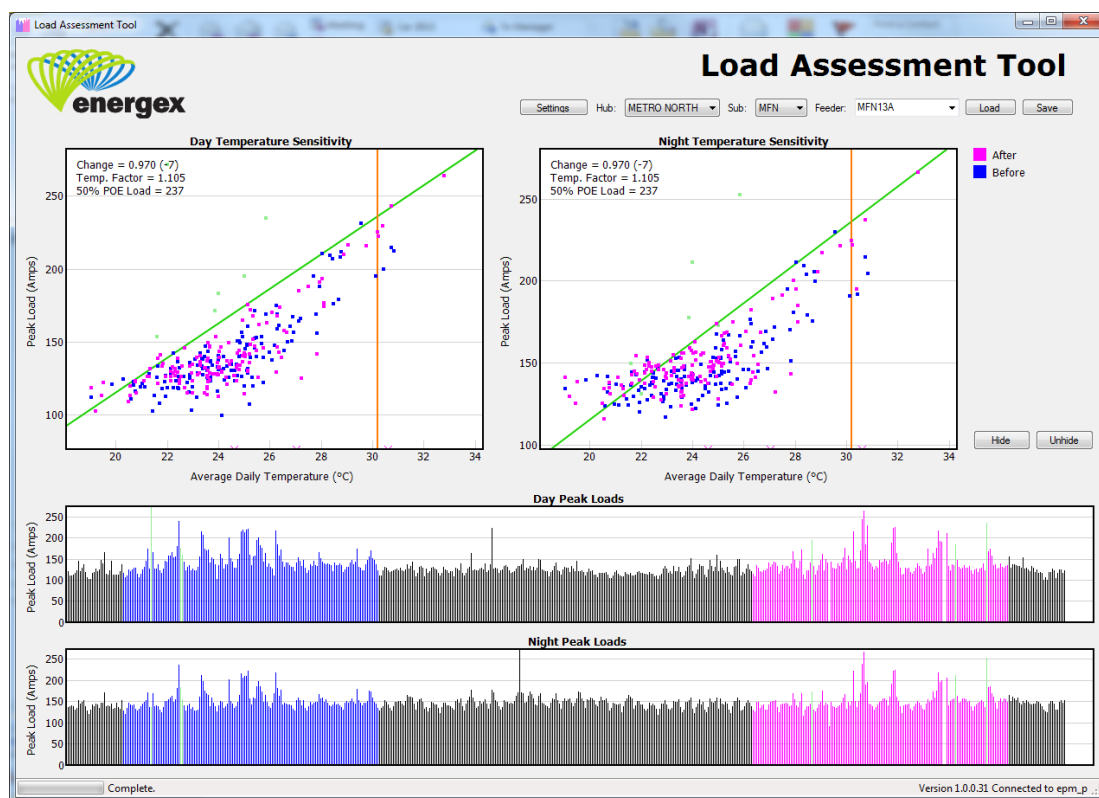 Load Assessment Tool
energex
Load Assessment Tool
Settings Hub: METRO NORTH Sub: MFN Feeder: MFN13A Load Save
Day Temperature Sensitivity
Change = 0.970 (-7)
Temp. Factor = 1.105
50% POE Load = 237
Peak Load (Amps)
250
200
150
100
20 22 24 26 28 30 32 34
Average Daily Temperature (ºC)
Night Temperature Sensitivity
Change = 0.970 (-7)
Temp. Factor = 1.105
50% POE Load = 237
Peak Load (Amps)
250
200
150
100
20 22 24 26 28 30 32 34
Average Daily Temperature (ºC)
After
Before
Hide Unhide
Day Peak Loads
Peak Load (Amps)
250
200
150
100
50
0
Night Peak Loads
Peak Load (Amps)
250
200
150
100
50
0
Complete.
Version 1.0.0.31 Connected to epm_p